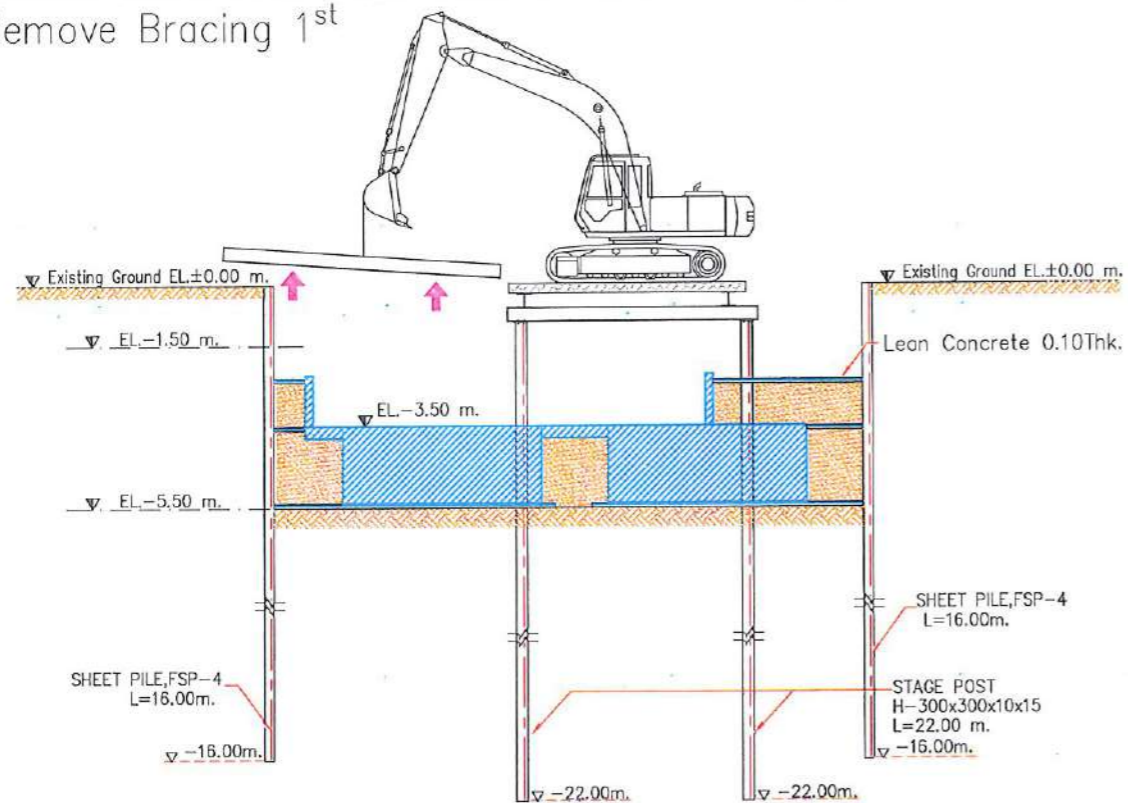 emove Bracing 1st
Existing Ground EL.±0.00 m.
Existing Ground EL.±0.00 m.
EL.-1.50 m.
Lean Concrete 0.10Thk.
EL.-3.50 m.
EL.-5.50 m.
SHEET PILE,FSP-4
L=16.00m.
SHEET PILE,FSP-4
L=16.00m.
STAGE POST
H-300x300x10x15
L=22.00 m.
-16.00m.
-16.00m.
-22.00m.
-22.00m.